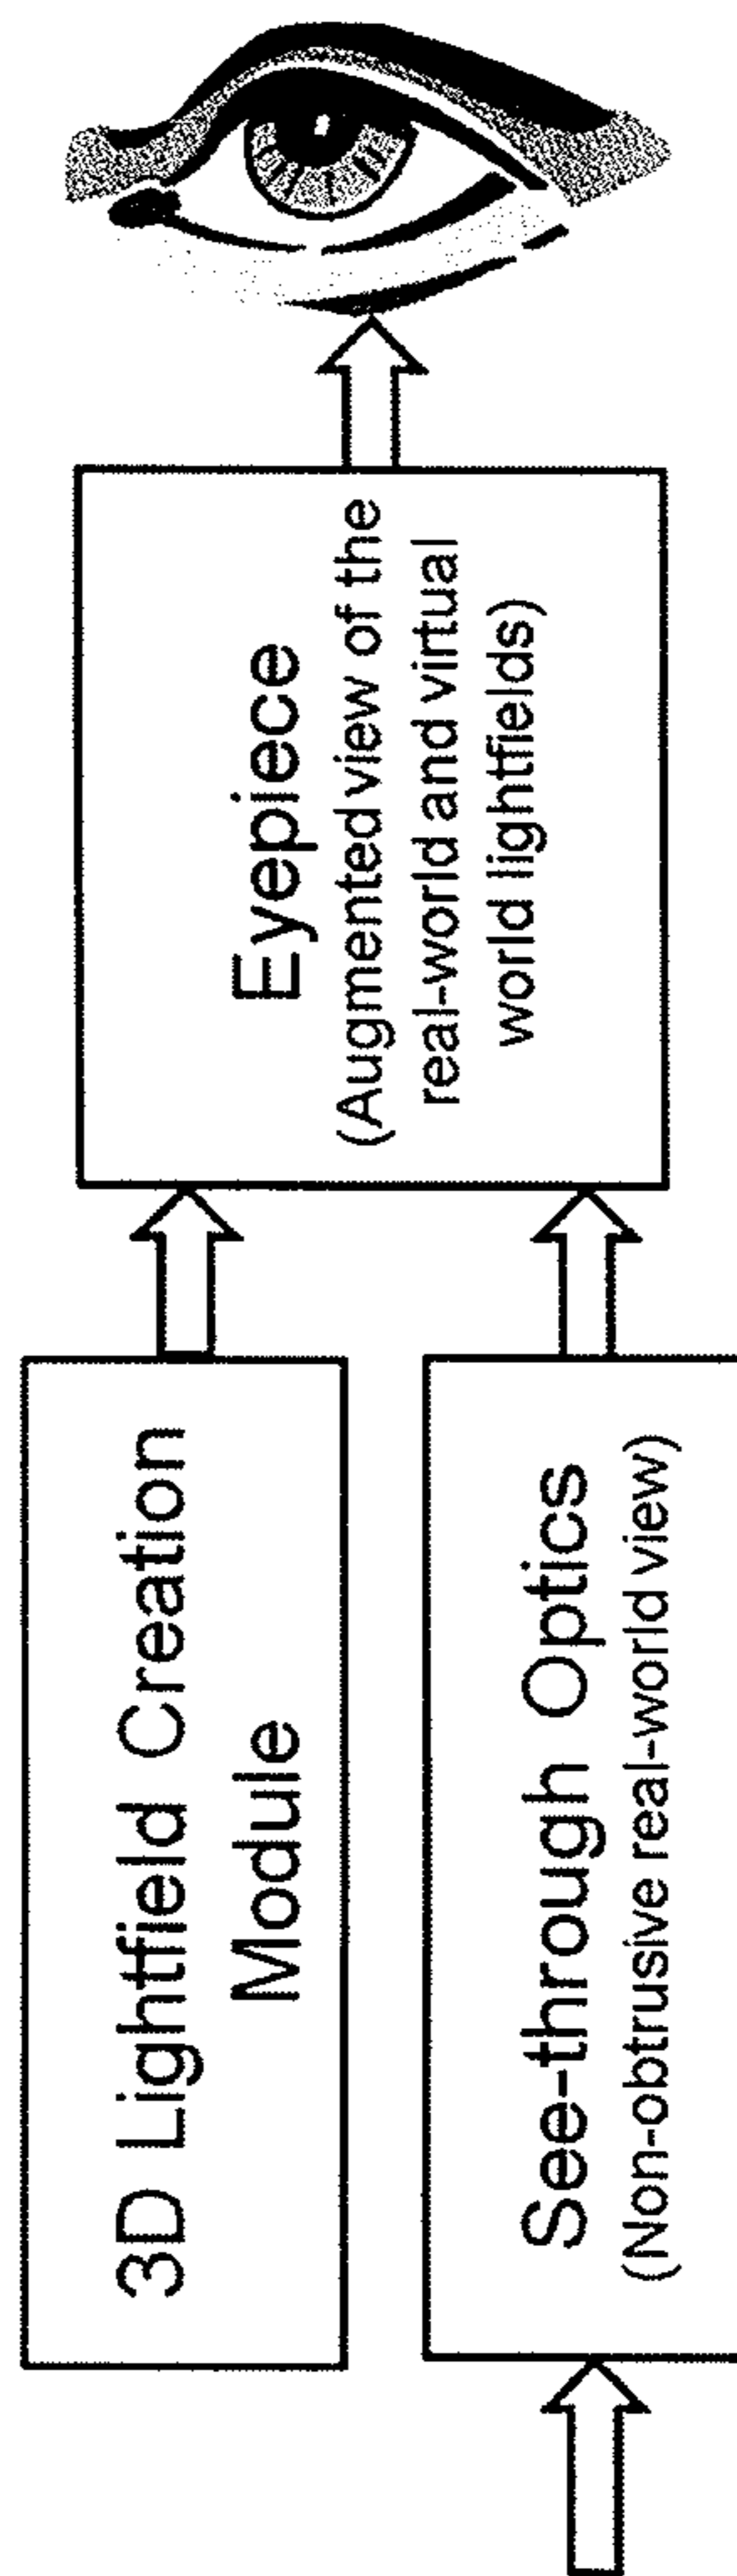 3D Lightfield Creation
Module
See-through Optics
(Non-obtrusive real-world view)
Eyepiece
(Augmented view of the
real-world and virtual
world lightfields)